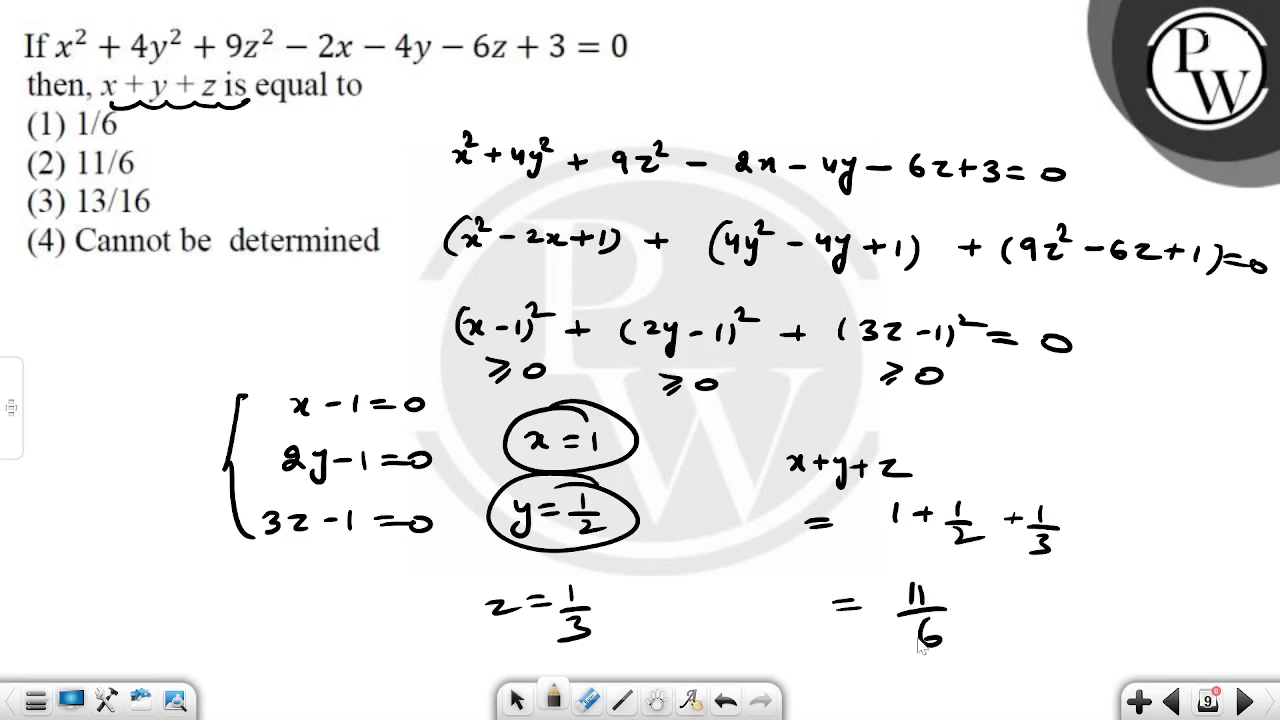 If x² + 4y² + 9z² − 2x − 4y − 6z + 3 = 0
then, x + y + z is equal to
(1) 1/6
(2) 11/6
(3) 13/16
(4) Cannot be determined
x² + 4y² + 9z² − 2x − 4y − 6z + 3 = 0
(x² − 2x + 1) + (4y² − 4y + 1) + (9z² − 6z + 1) = 0
(x − 1)² + (2y − 1)² + (3z − 1)² = 0
≥ 0 ≥ 0 ≥ 0
x − 1 = 0
2y − 1 = 0
3z − 1 = 0
x = 1
y = 1/2
z = 1/3
x + y + z
= 1 + 1/2 + 1/3
= 11/6
P
W
P
W
9
0